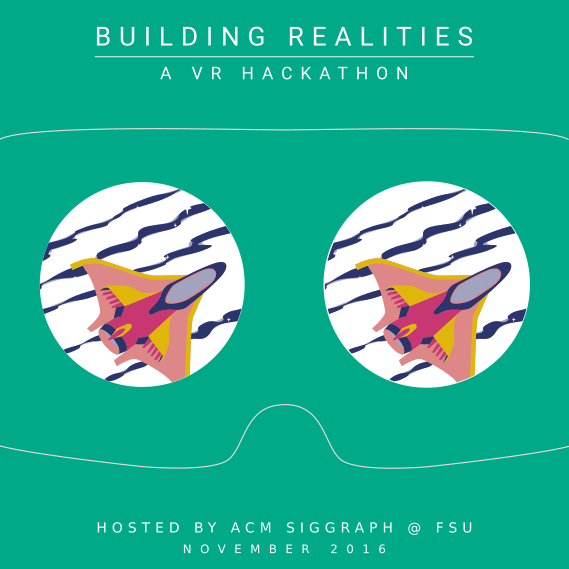 BUILDING REALITIES
A VR HACKATHON
HOSTED BY ACM SIGGRAPH @ FSU
NOVEMBER 2016